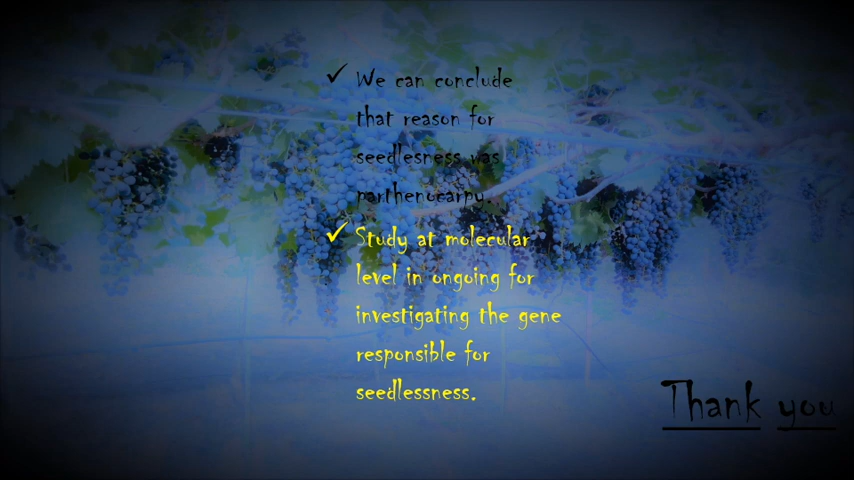 ✓ We can conclude
that reason for
seedlesness was
parthenocarpy.
✓ Study at molecular
level in ongoing for
investigating the gene
responsible for
seedlessness.
Thank you